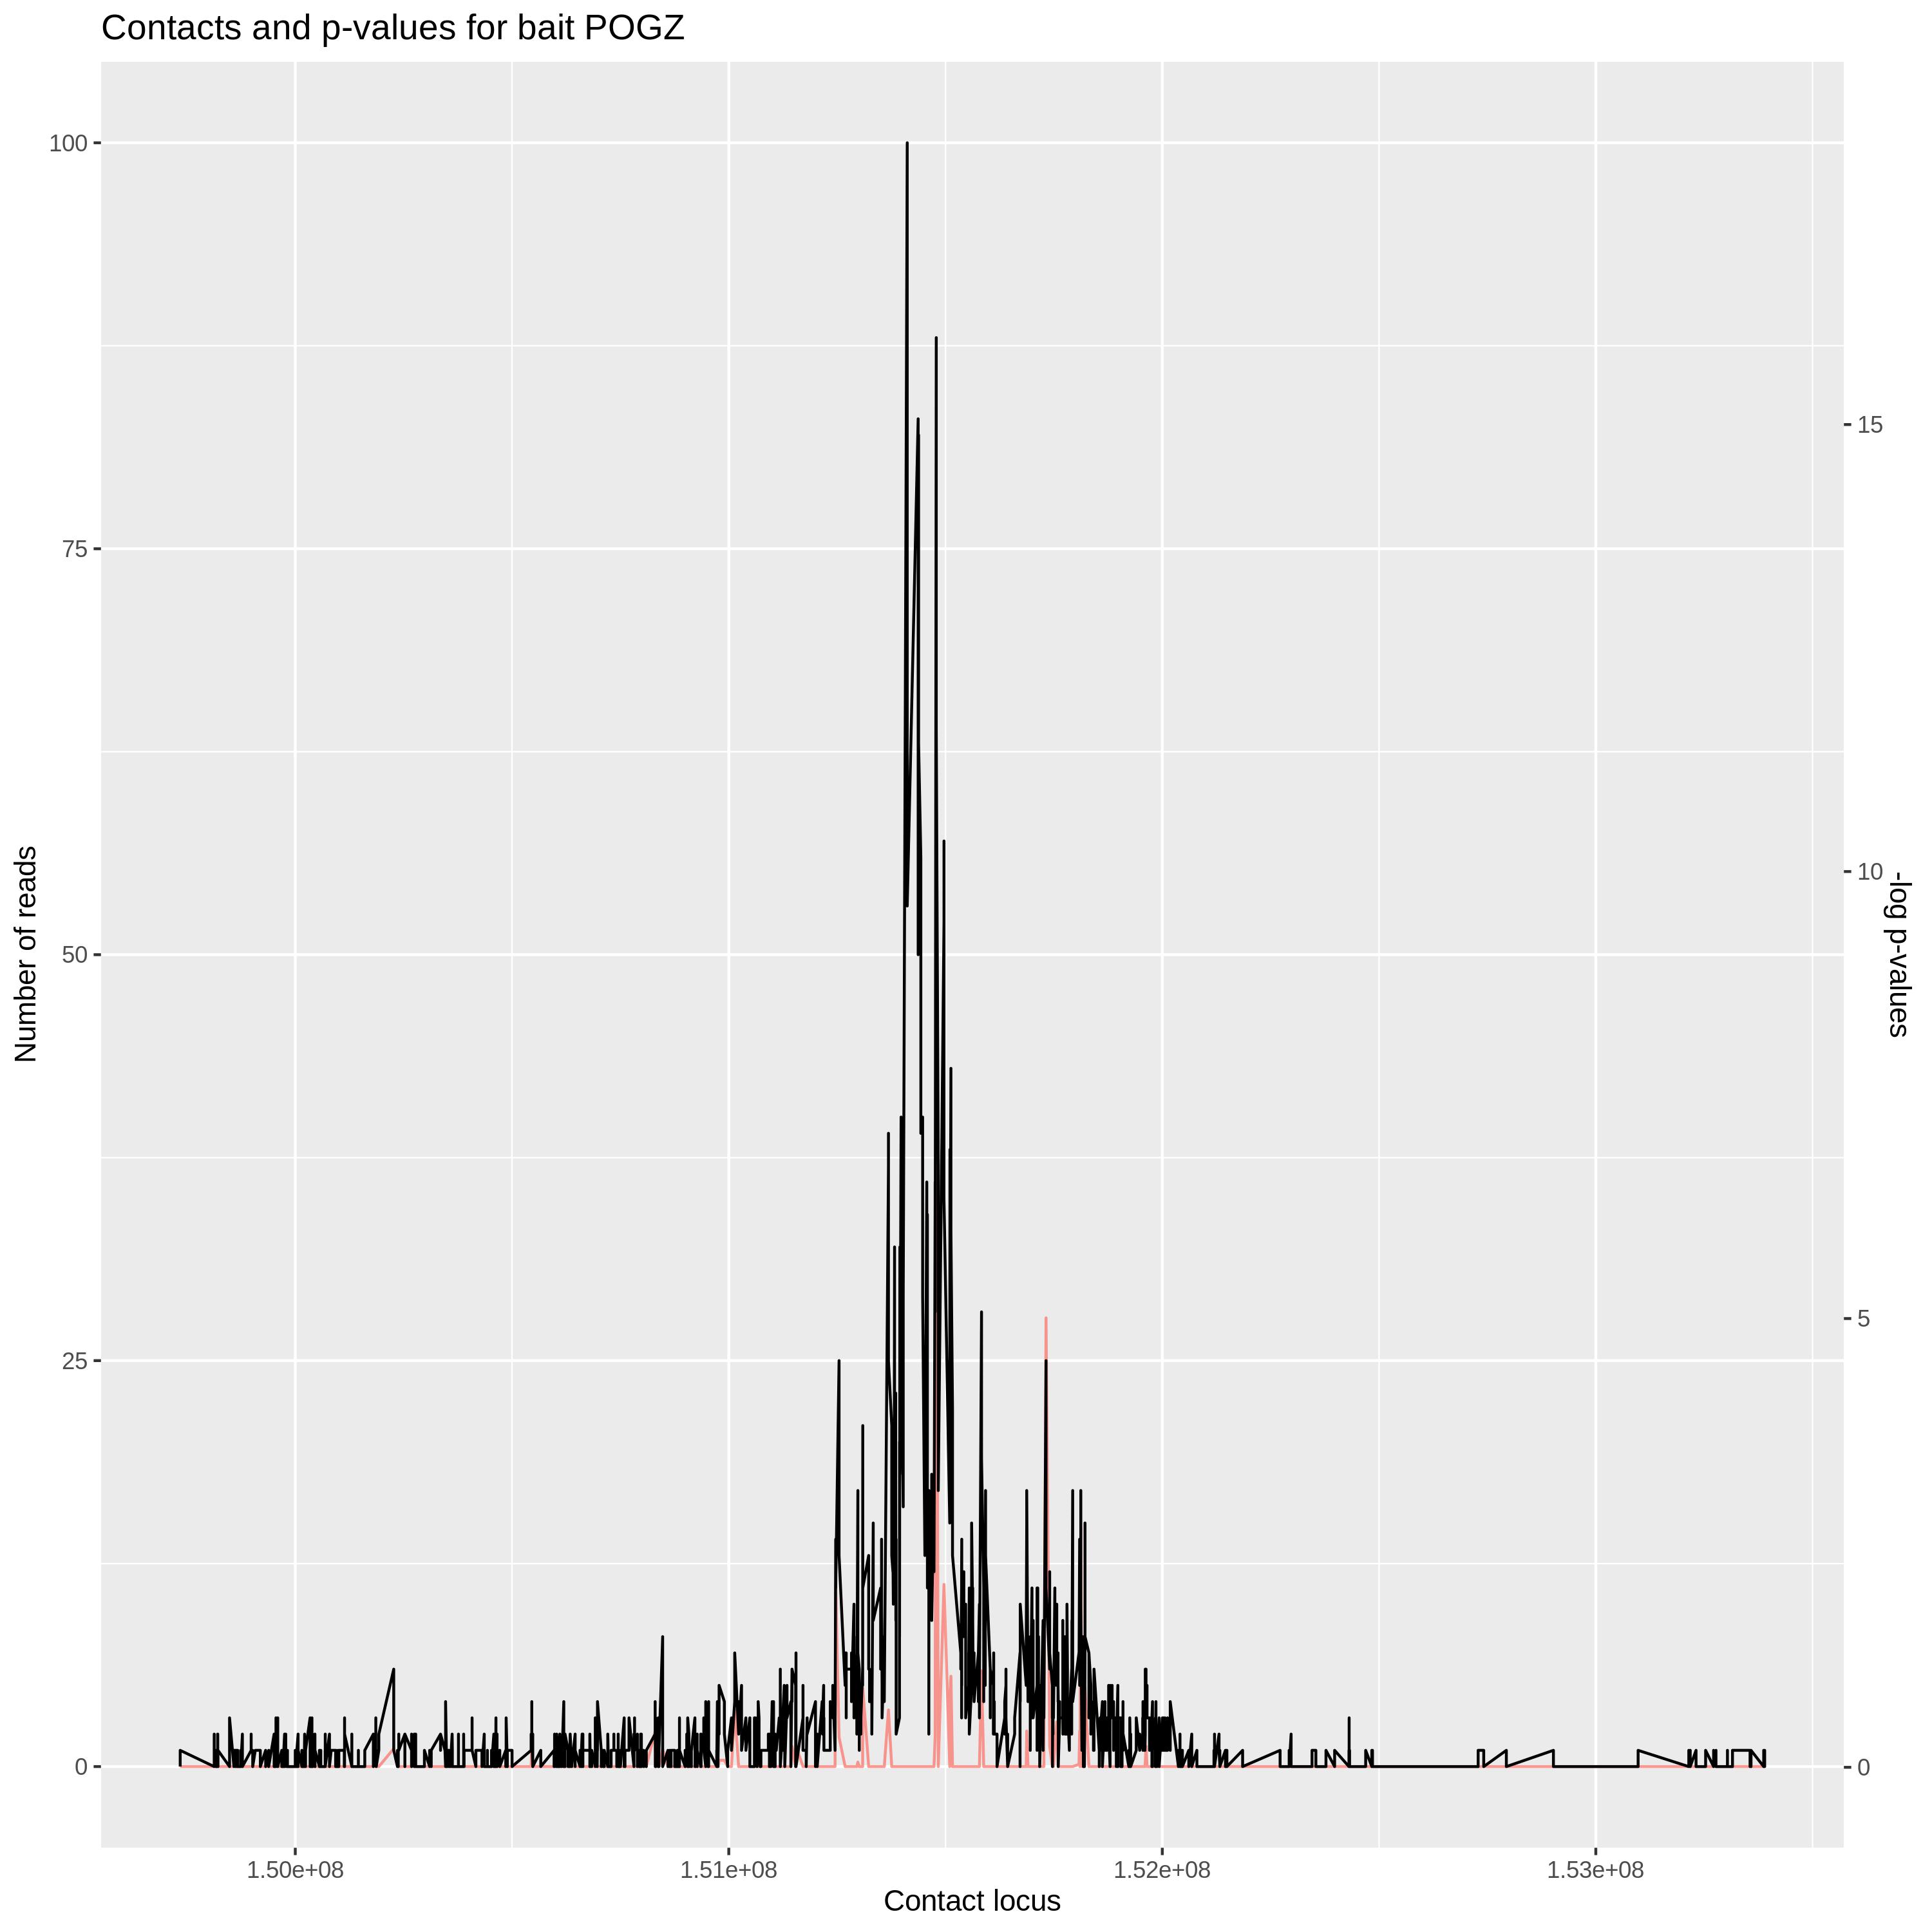 Contacts and p-values for bait POGZ
100
75
50
25
0
Number of reads
15
10
5
0
-log p-values
1.50e+08
1.51e+08
1.52e+08
1.53e+08
Contact locus